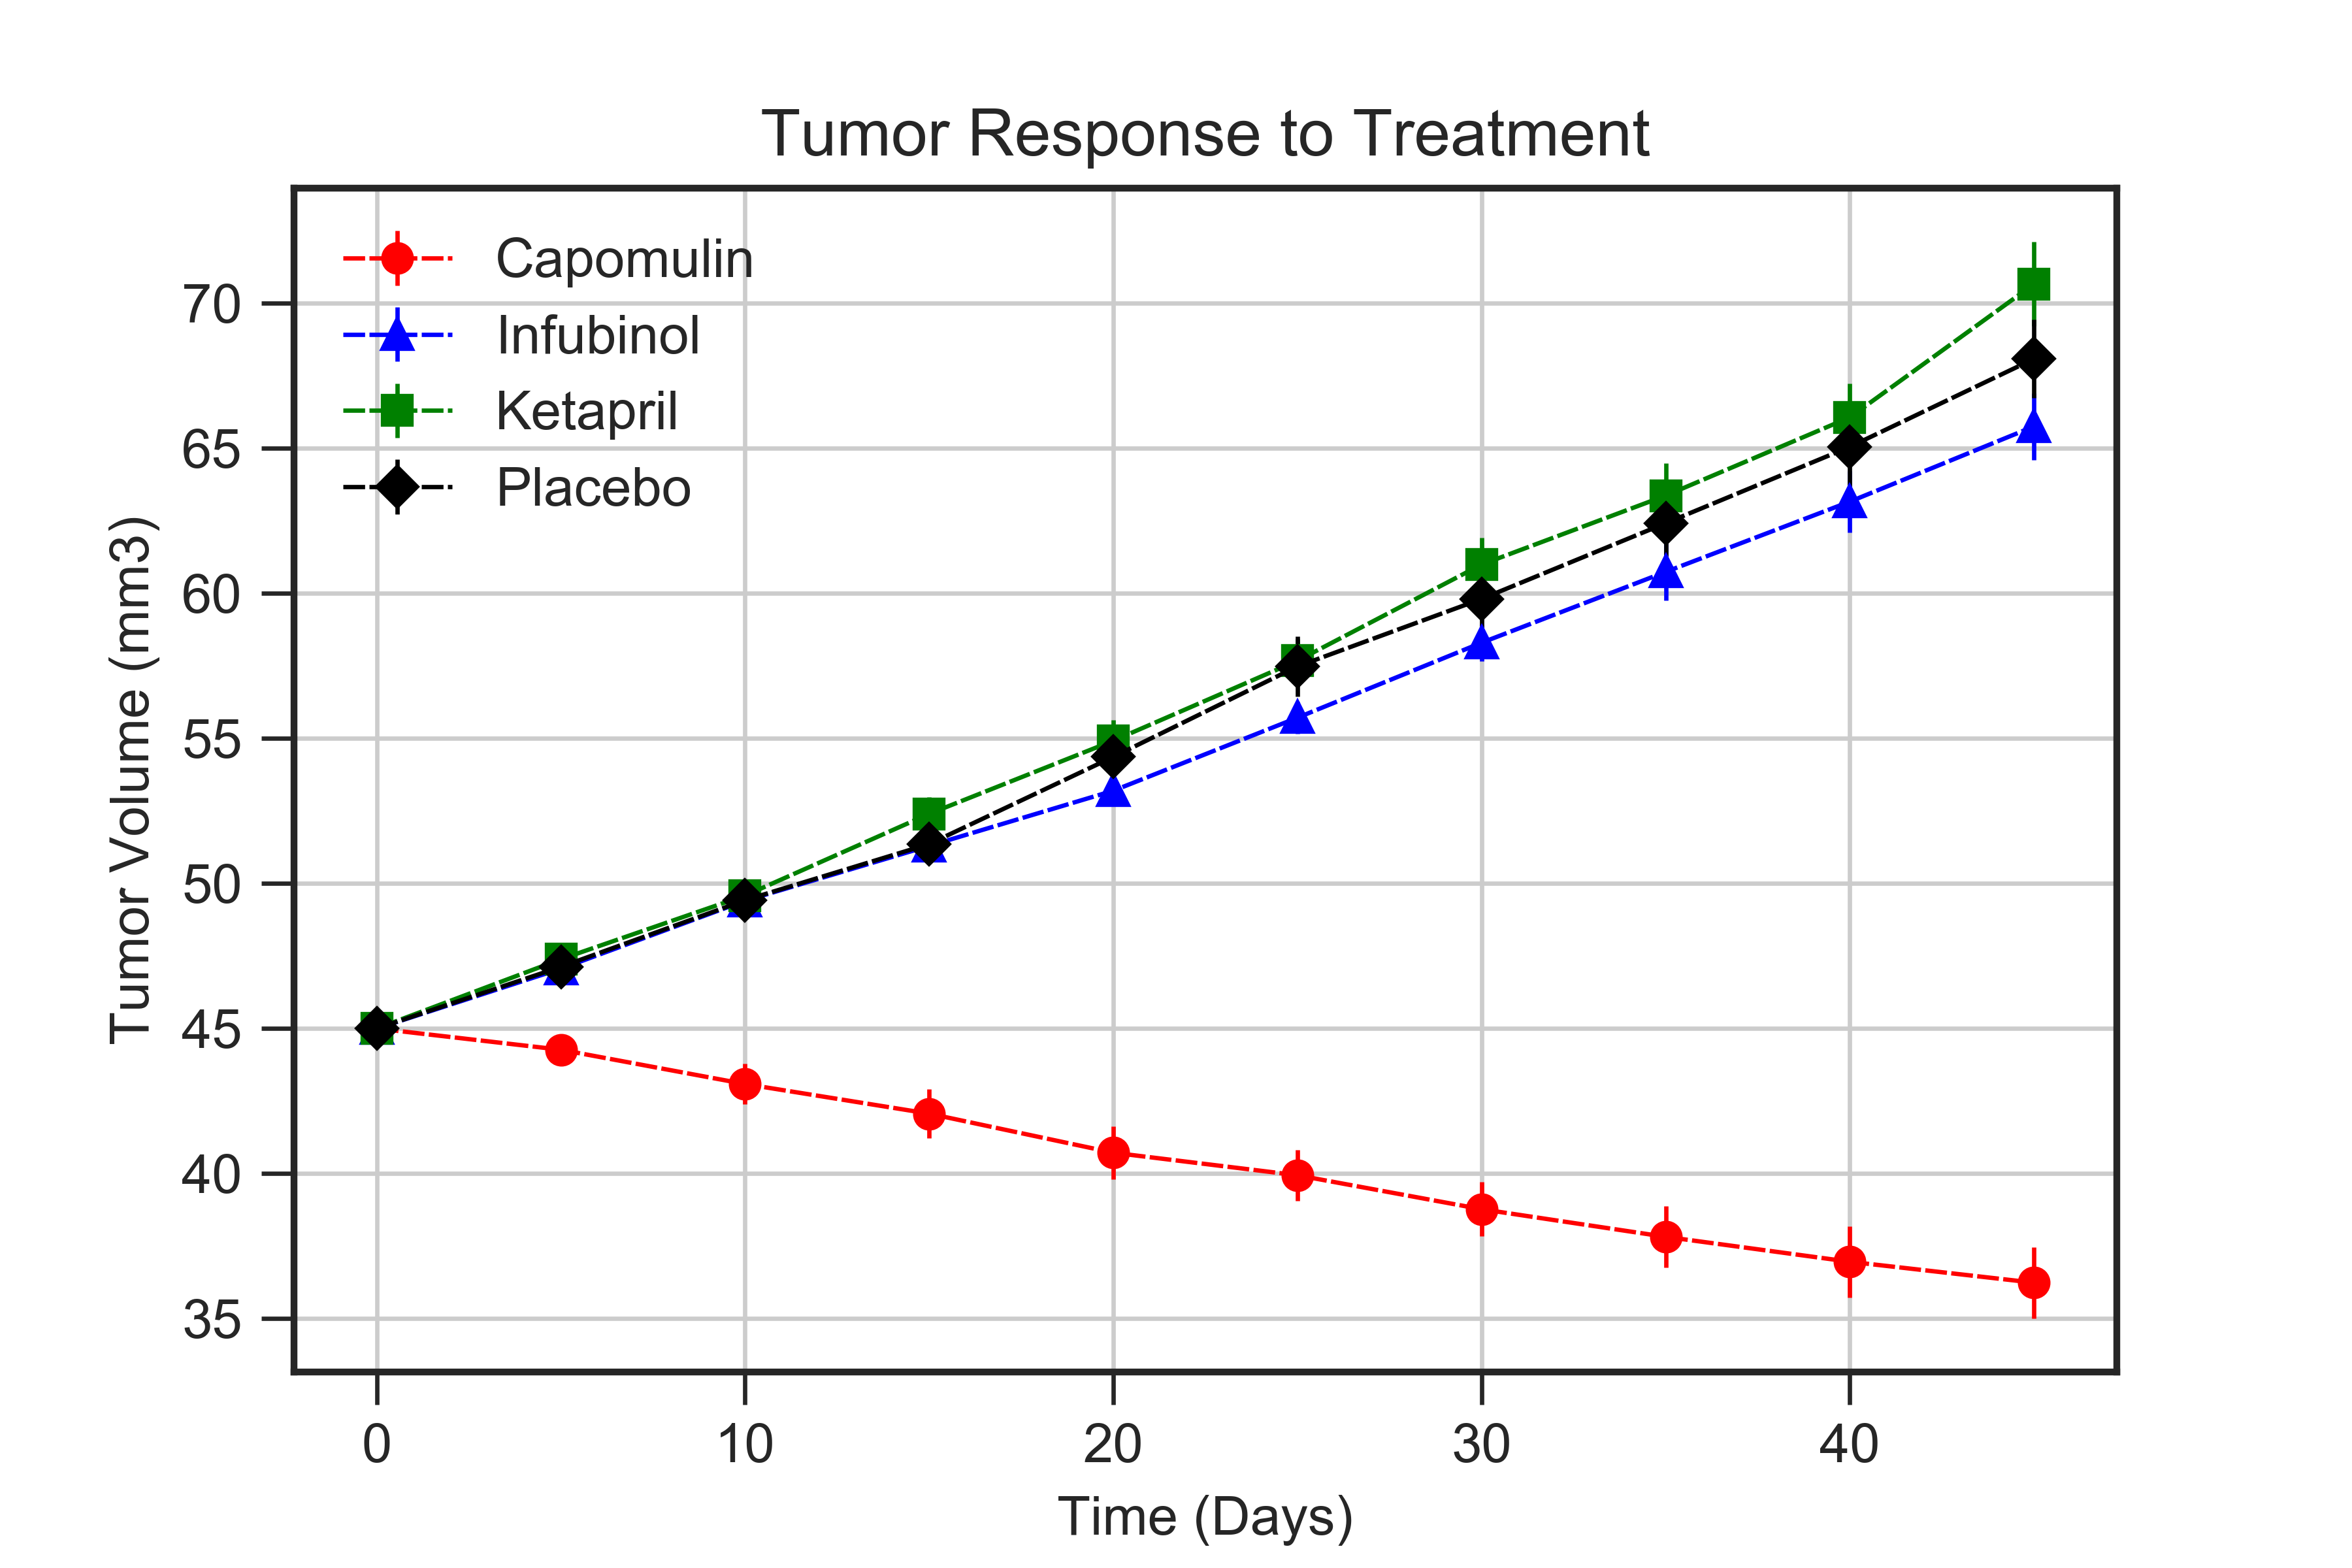 Tumor Response to Treatment
Capomulin
Infubinol
Ketapril
Placebo
Tumor Volume (mm3)
70
65
60
55
50
45
40
35
0 10 20 30 40
Time (Days)